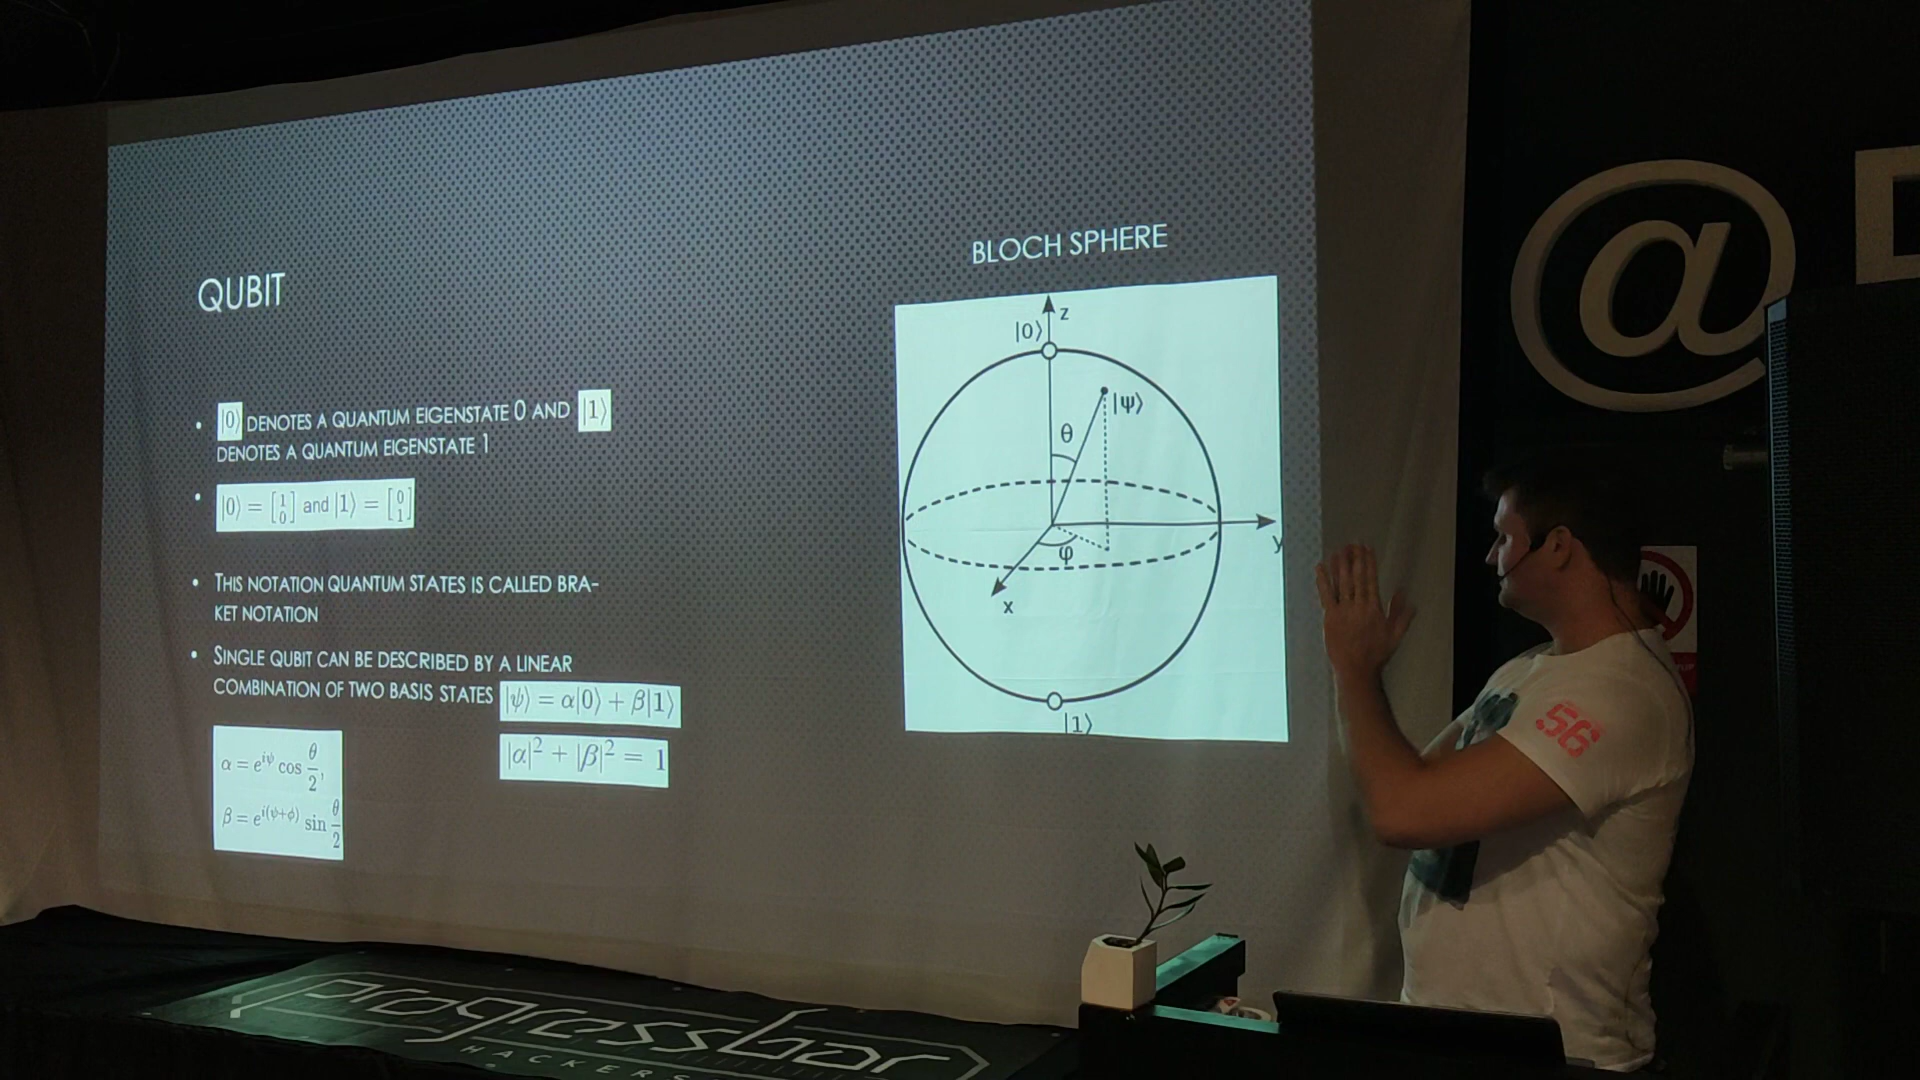 QUBIT
|0⟩ DENOTES A QUANTUM EIGENSTATE 0 AND |1⟩
DENOTES A QUANTUM EIGENSTATE 1
|0⟩ = [1 0] and |1⟩ = [0 1]
THIS NOTATION QUANTUM STATES IS CALLED BRA-
KET NOTATION
SINGLE QUBIT CAN BE DESCRIBED BY A LINEAR
COMBINATION OF TWO BASIS STATES |ψ⟩ = α|0⟩ + β|1⟩
|α|² + |β|² = 1
α = e^{iψ} cos θ/2,
β = e^{i(ψ+ϕ)} sin θ/2
BLOCH SPHERE
z
|0⟩
|ψ⟩
θ
φ
y
x
|1⟩
@
56
progressbar